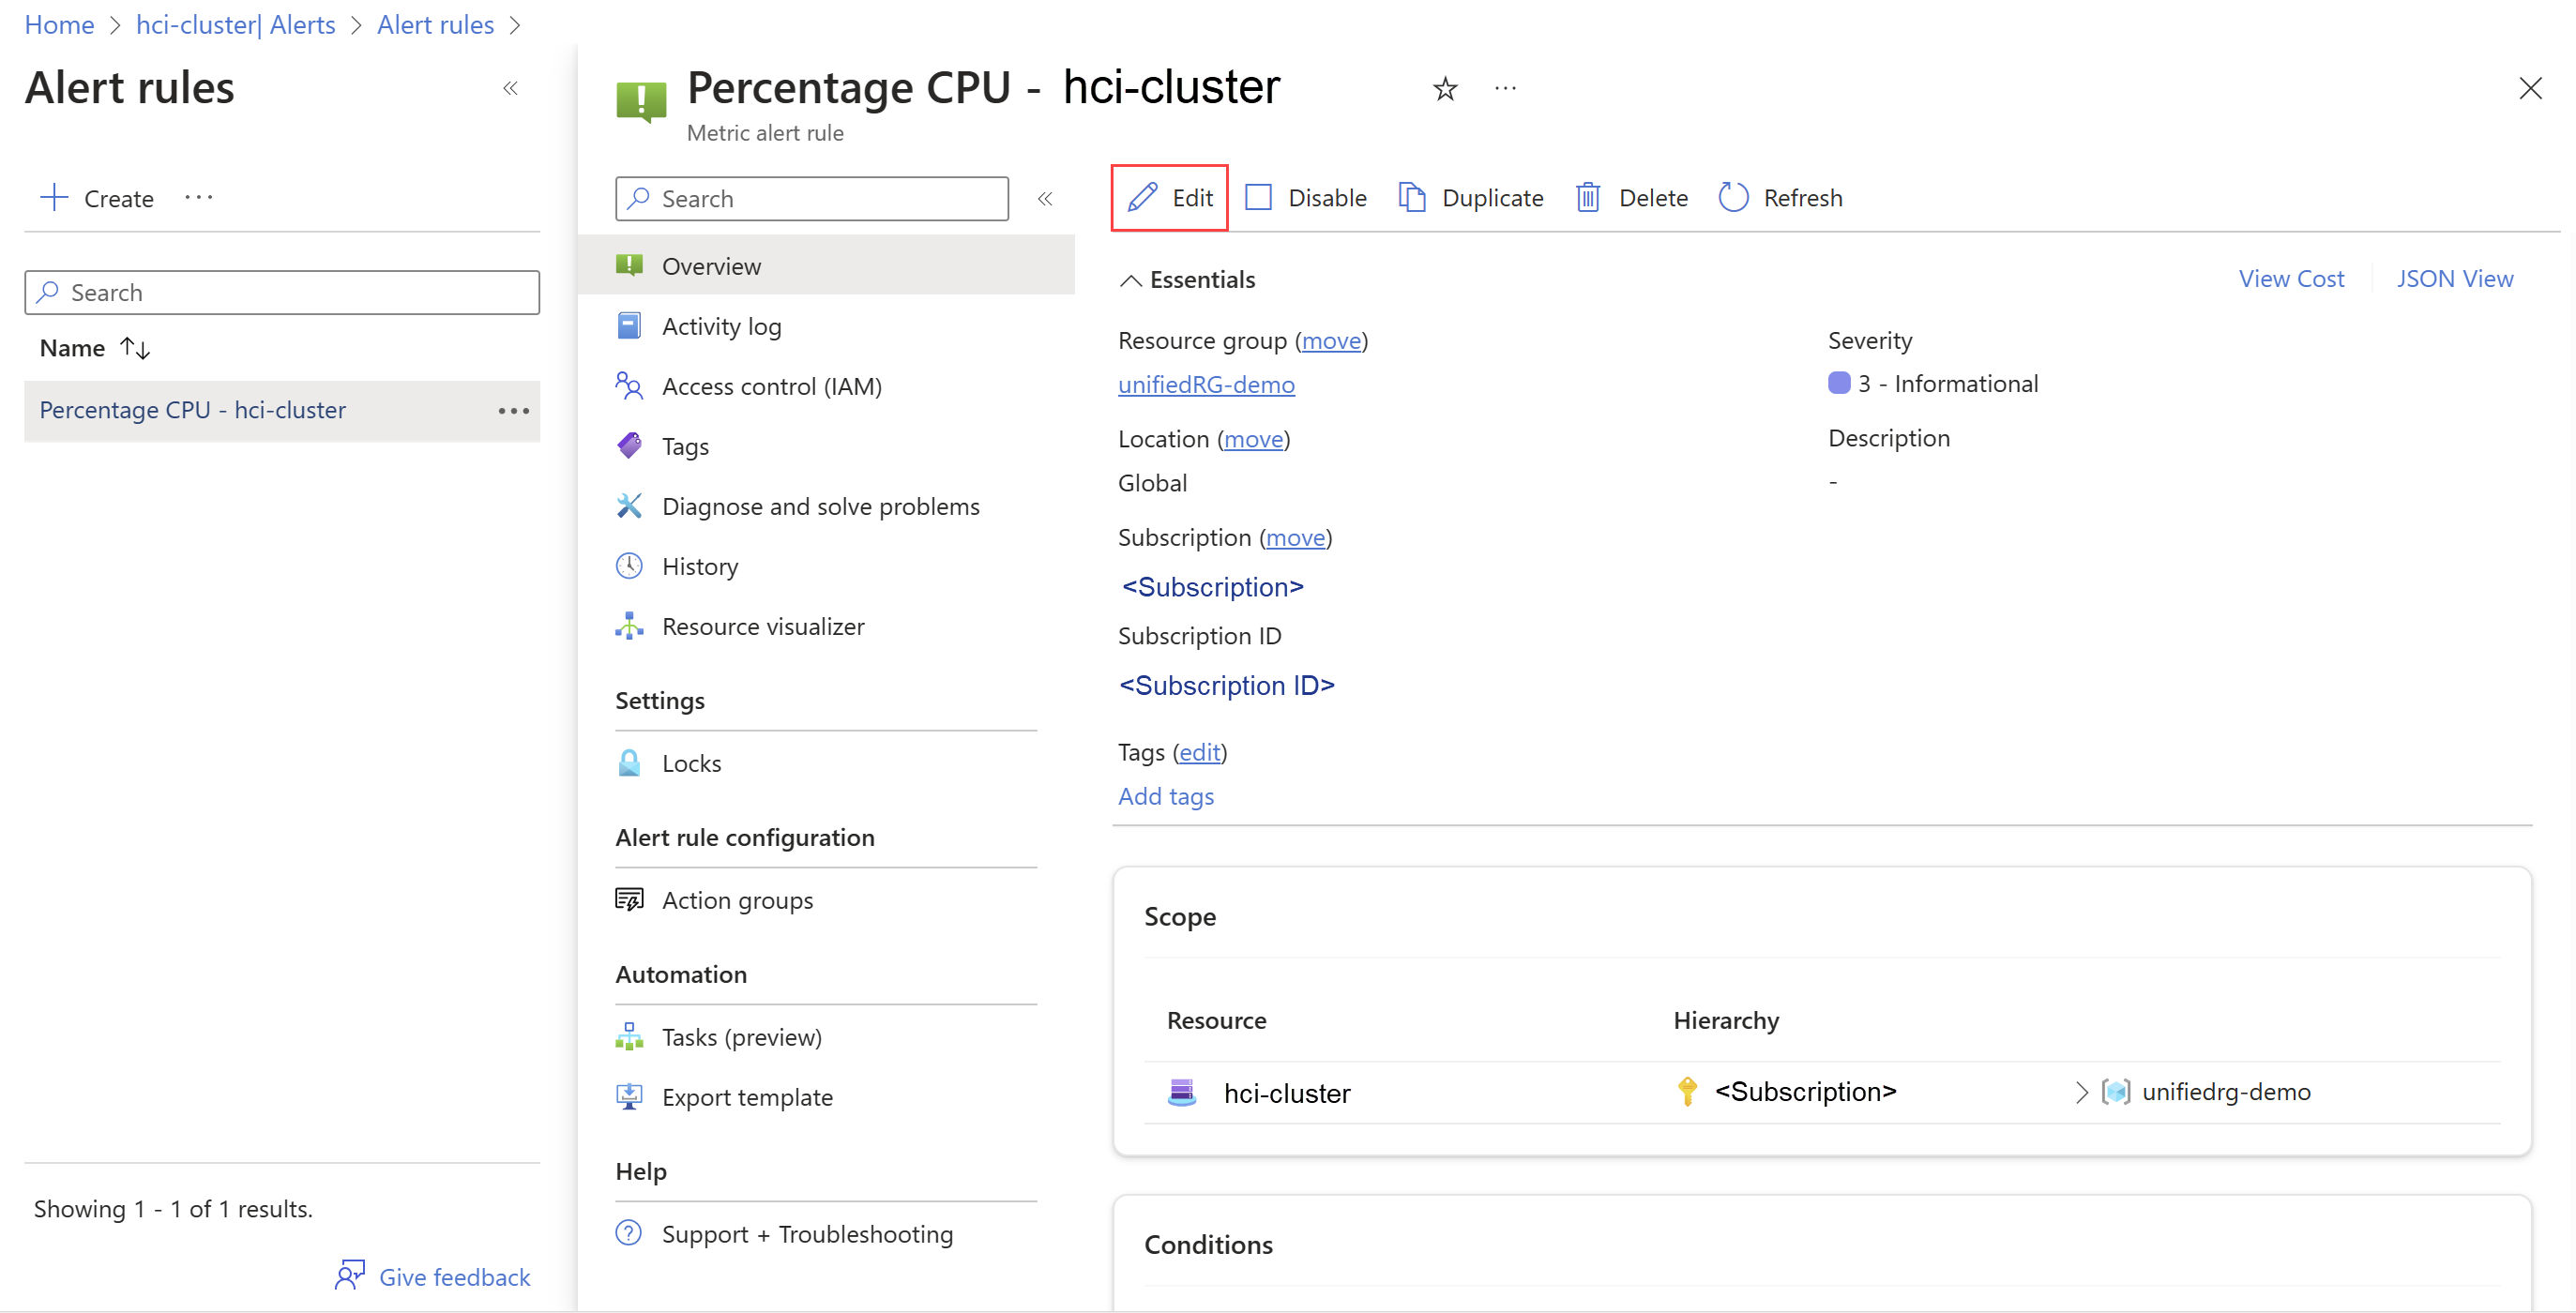 Home > hci-cluster| Alerts > Alert rules >
Alert rules
Create
Search
Name
Percentage CPU - hci-cluster
Showing 1 - 1 of 1 results.
Give feedback
Percentage CPU - hci-cluster
Metric alert rule
Search
Overview
Activity log
Access control (IAM)
Tags
Diagnose and solve problems
History
Resource visualizer
Settings
Locks
Alert rule configuration
Action groups
Automation
Tasks (preview)
Export template
Help
Support + Troubleshooting
Edit Disable Duplicate Delete Refresh
Essentials
View Cost JSON View
Resource group (move)
unifiedRG-demo
Location (move)
Global
Subscription (move)
<Subscription>
Subscription ID
<Subscription ID>
Tags (edit)
Add tags
Severity
3 - Informational
Description
-
Scope
Resource Hierarchy
hci-cluster <Subscription> > unifiedrg-demo
Conditions